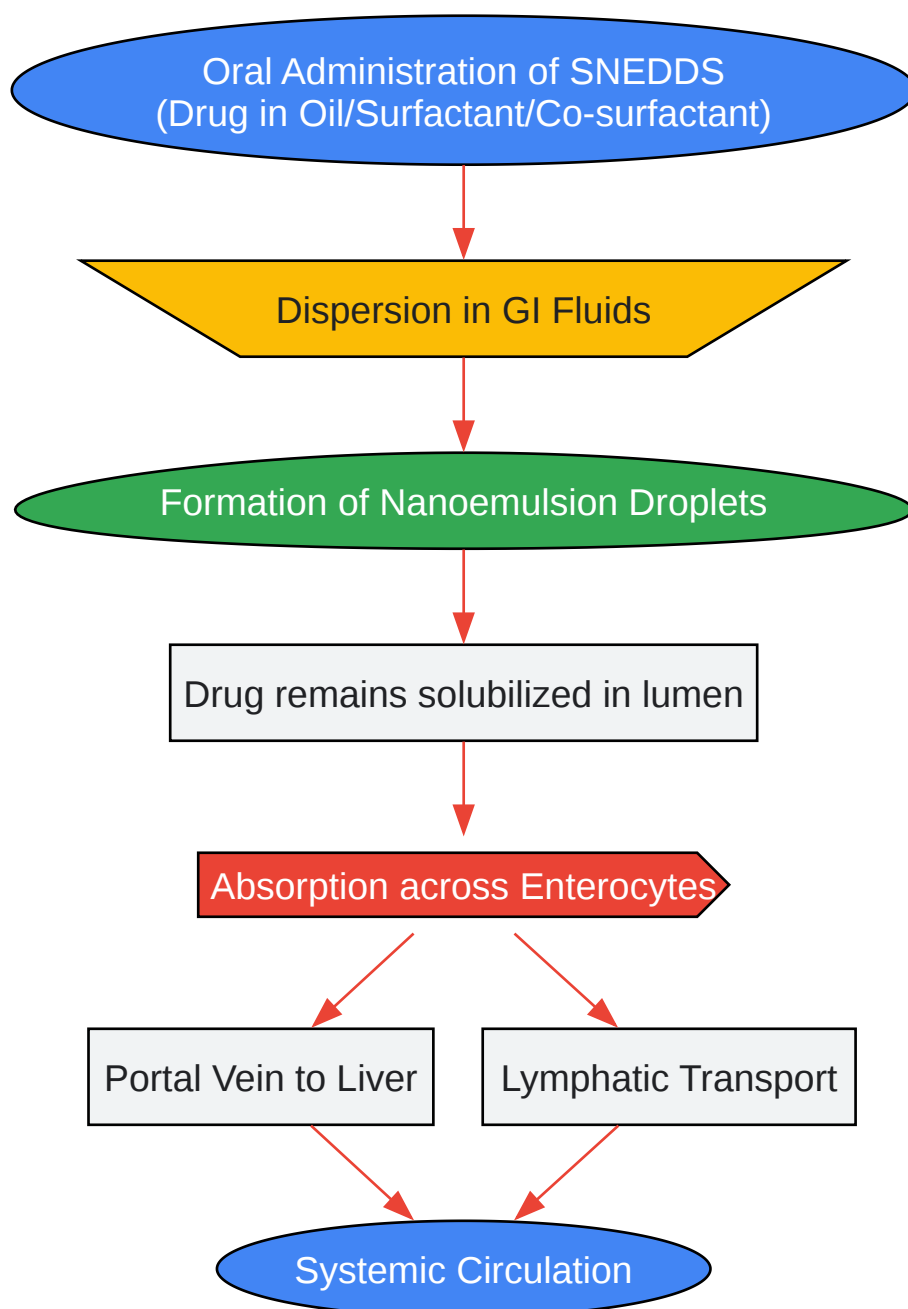 Oral Administration of SNEDDS
(Drug in Oil/Surfactant/Co-surfactant)
Dispersion in GI Fluids
Formation of Nanoemulsion Droplets
Drug remains solubilized in lumen
Absorption across Enterocytes
Portal Vein to Liver
Lymphatic Transport
Systemic Circulation